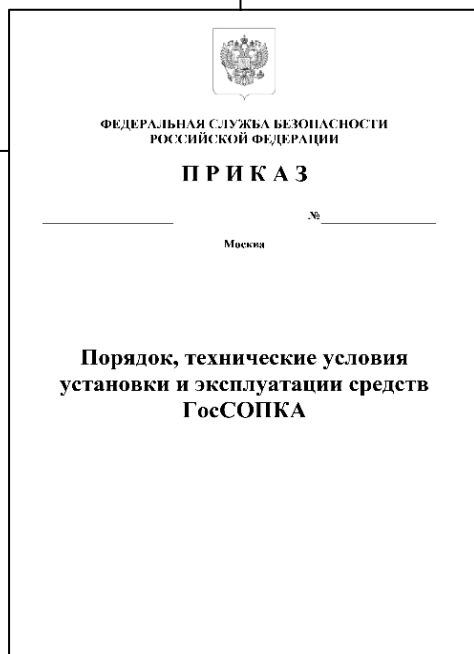 ФЕДЕРАЛЬНАЯ СЛУЖБА БЕЗОПАСНОСТИ
РОССИЙСКОЙ ФЕДЕРАЦИИ
П Р И К А З
№
Москва
Порядок, технические условия
установки и эксплуатации средств
ГосСОПКА